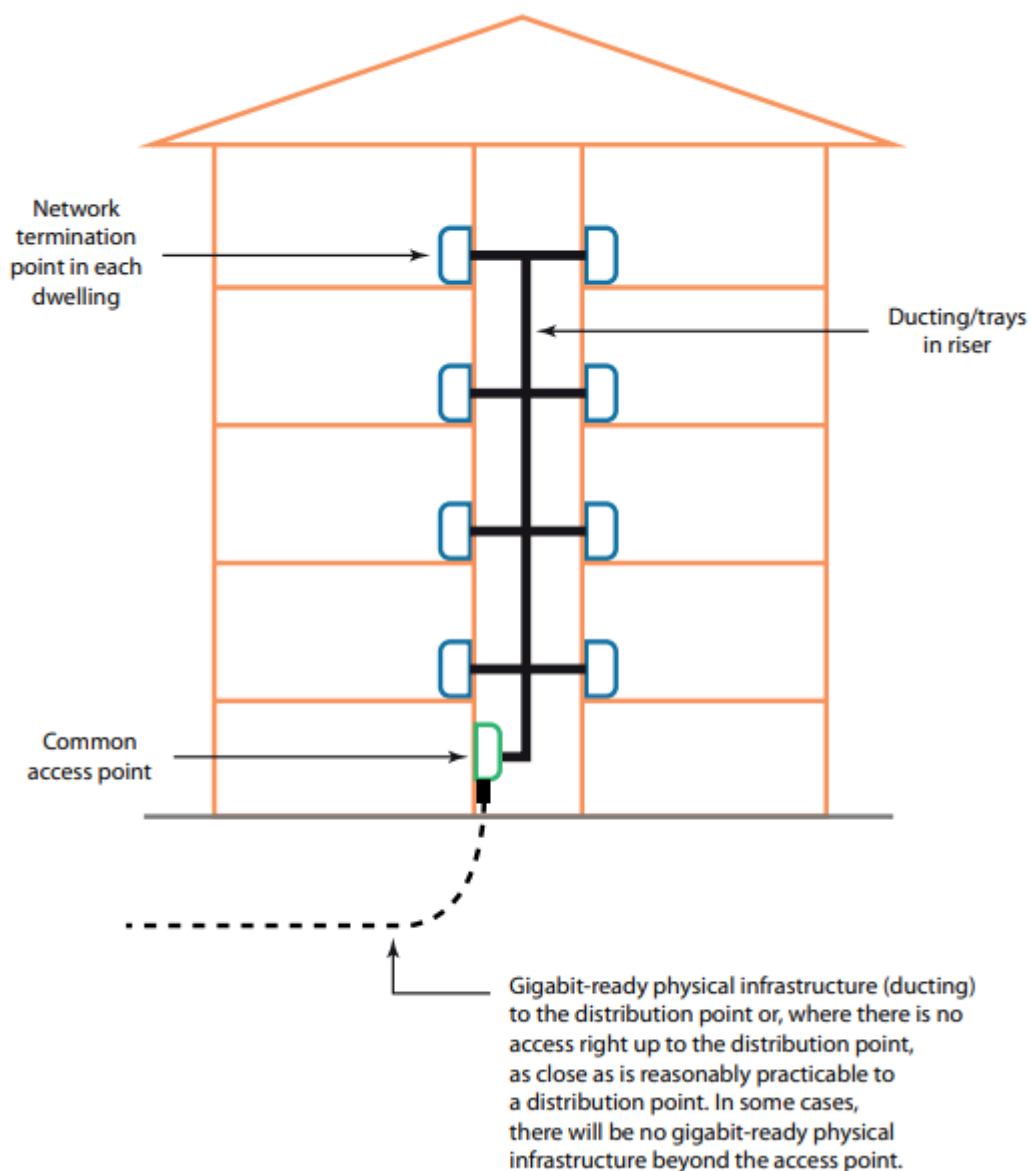 Network
termination
point in each
dwelling
Ducting/trays
in riser
Common
access point
Gigabit-ready physical infrastructure (ducting)
to the distribution point or, where there is no
access right up to the distribution point,
as close as is reasonably practicable to
a distribution point. In some cases,
there will be no gigabit-ready physical
infrastructure beyond the access point.